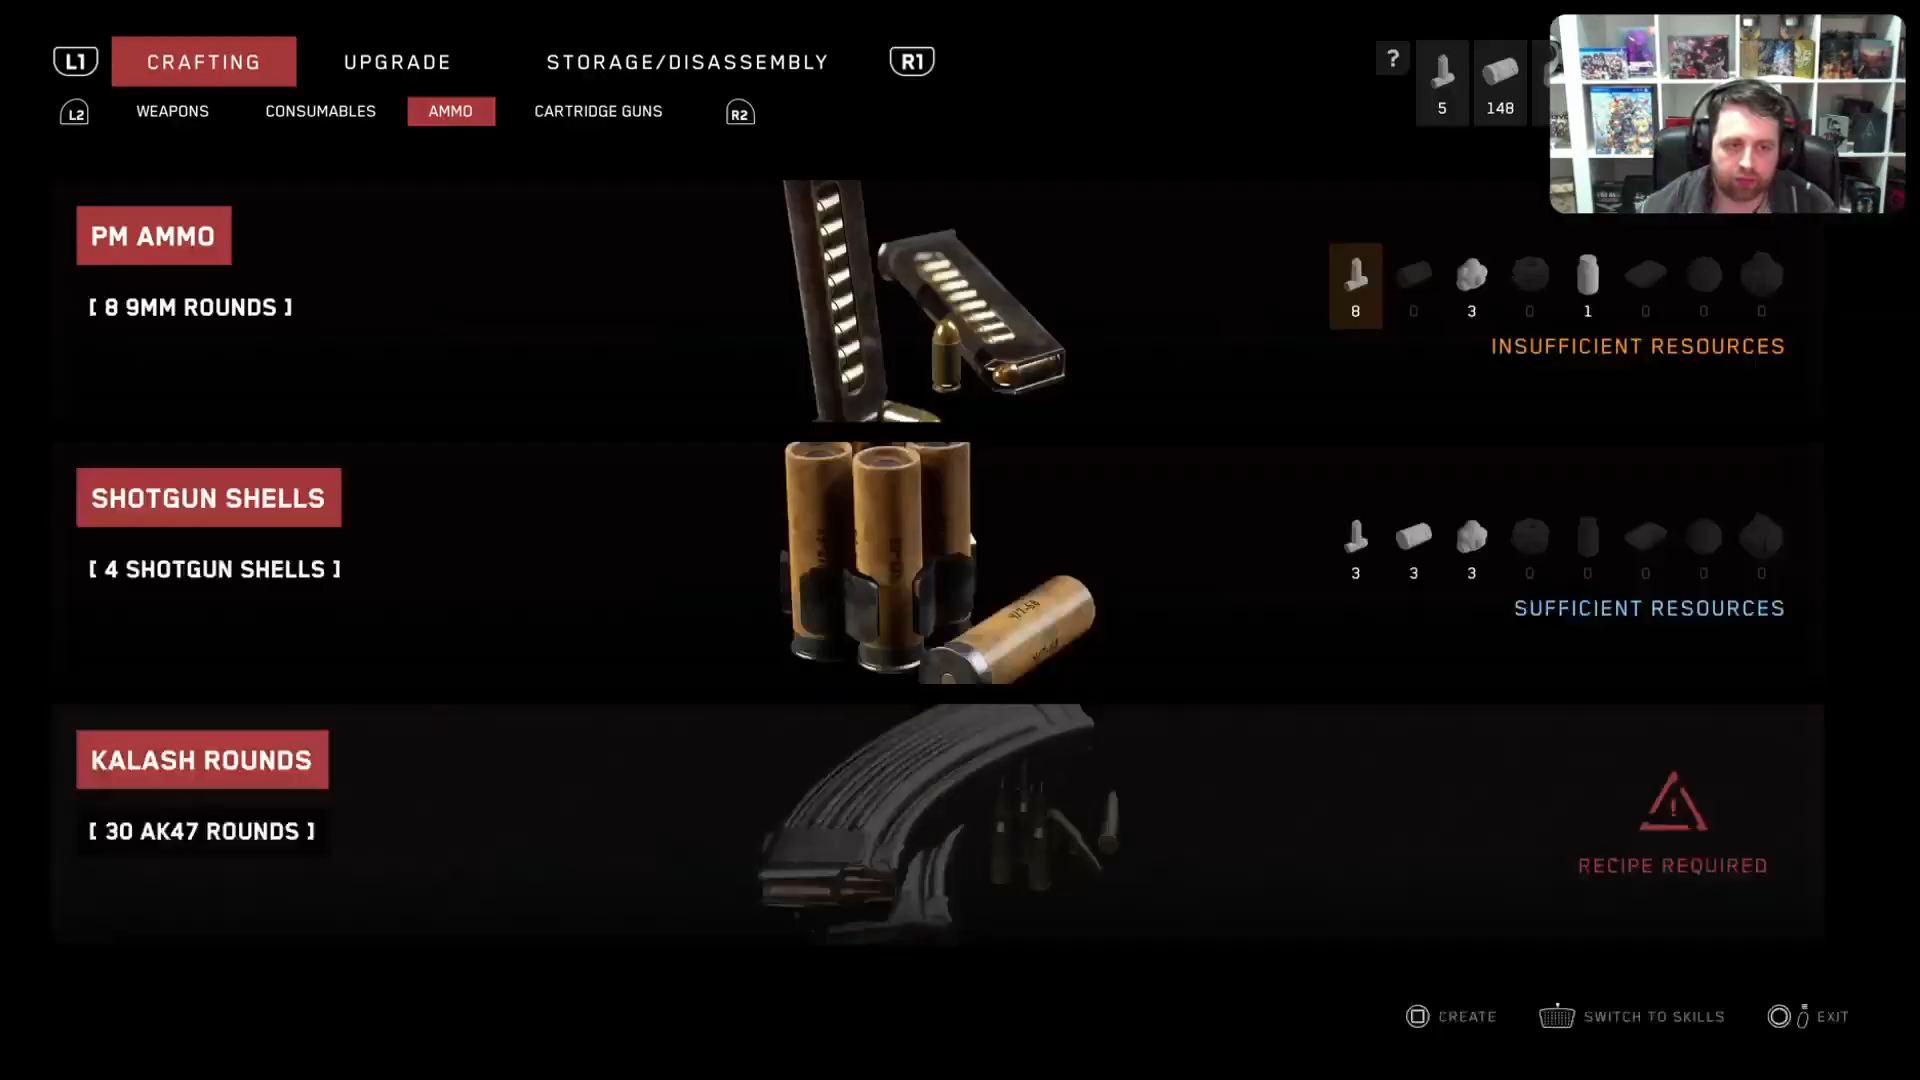 L1 CRAFTING UPGRADE STORAGE/DISASSEMBLY R1
L2 WEAPONS CONSUMABLES AMMO CARTRIDGE GUNS R2
?
5 148
PM AMMO
[ 8 9MM ROUNDS ]
8 0 3 0 1 0 0 0
INSUFFICIENT RESOURCES
SHOTGUN SHELLS
[ 4 SHOTGUN SHELLS ]
3 3 3 0 0 0 0 0
SUFFICIENT RESOURCES
KALASH ROUNDS
[ 30 AK47 ROUNDS ]
RECIPE REQUIRED
CREATE SWITCH TO SKILLS EXIT